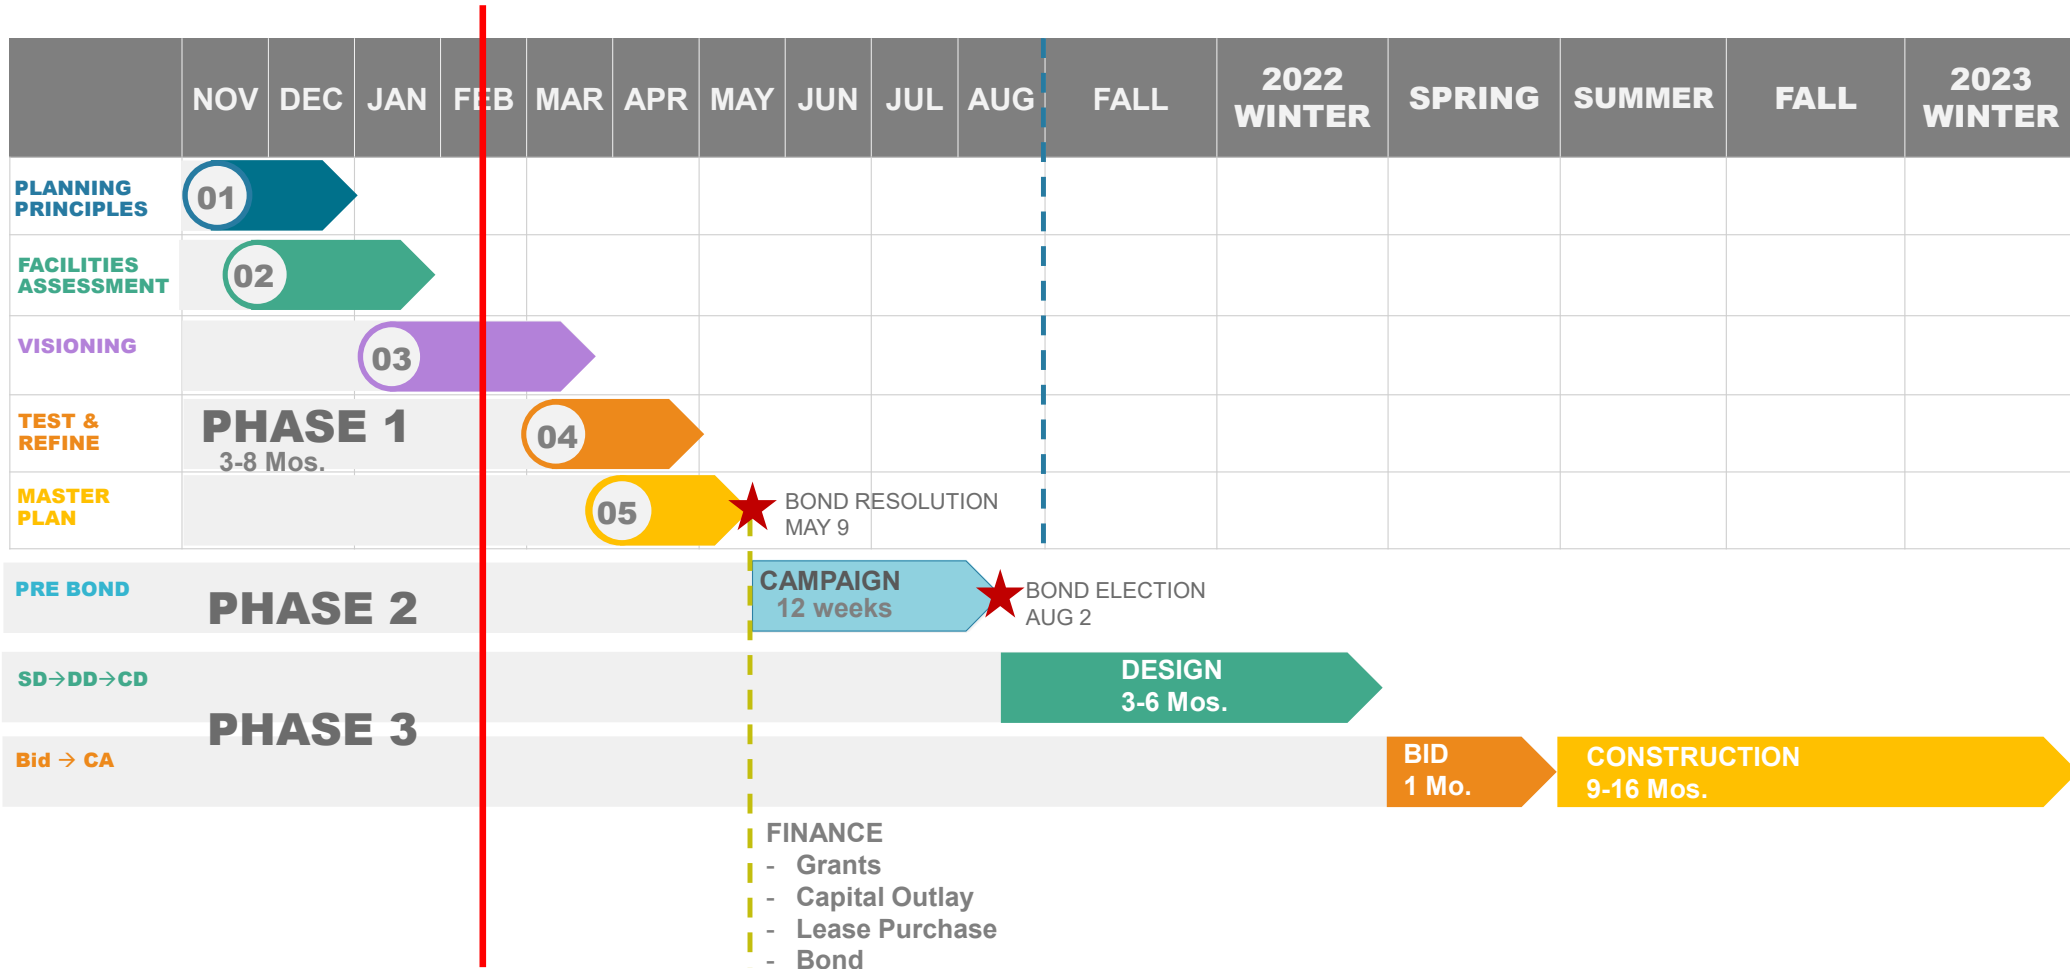 NOV DEC JAN FEB MAR APR MAY JUN JUL AUG FALL 2022 WINTER SPRING SUMMER FALL 2023 WINTER
PLANNING
PRINCIPLES
01
FACILITIES
ASSESSMENT
02
VISIONING
03
TEST &
REFINE
PHASE 1
3-8 Mos.
04
MASTER
PLAN
05
BOND RESOLUTION
MAY 9
PRE BOND
PHASE 2
CAMPAIGN
12 weeks
BOND ELECTION
AUG 2
SD→DD→CD
DESIGN
3-6 Mos.
PHASE 3
Bid → CA
BID
1 Mo.
CONSTRUCTION
9-16 Mos.
FINANCE
- Grants
- Capital Outlay
- Lease Purchase
- Bond